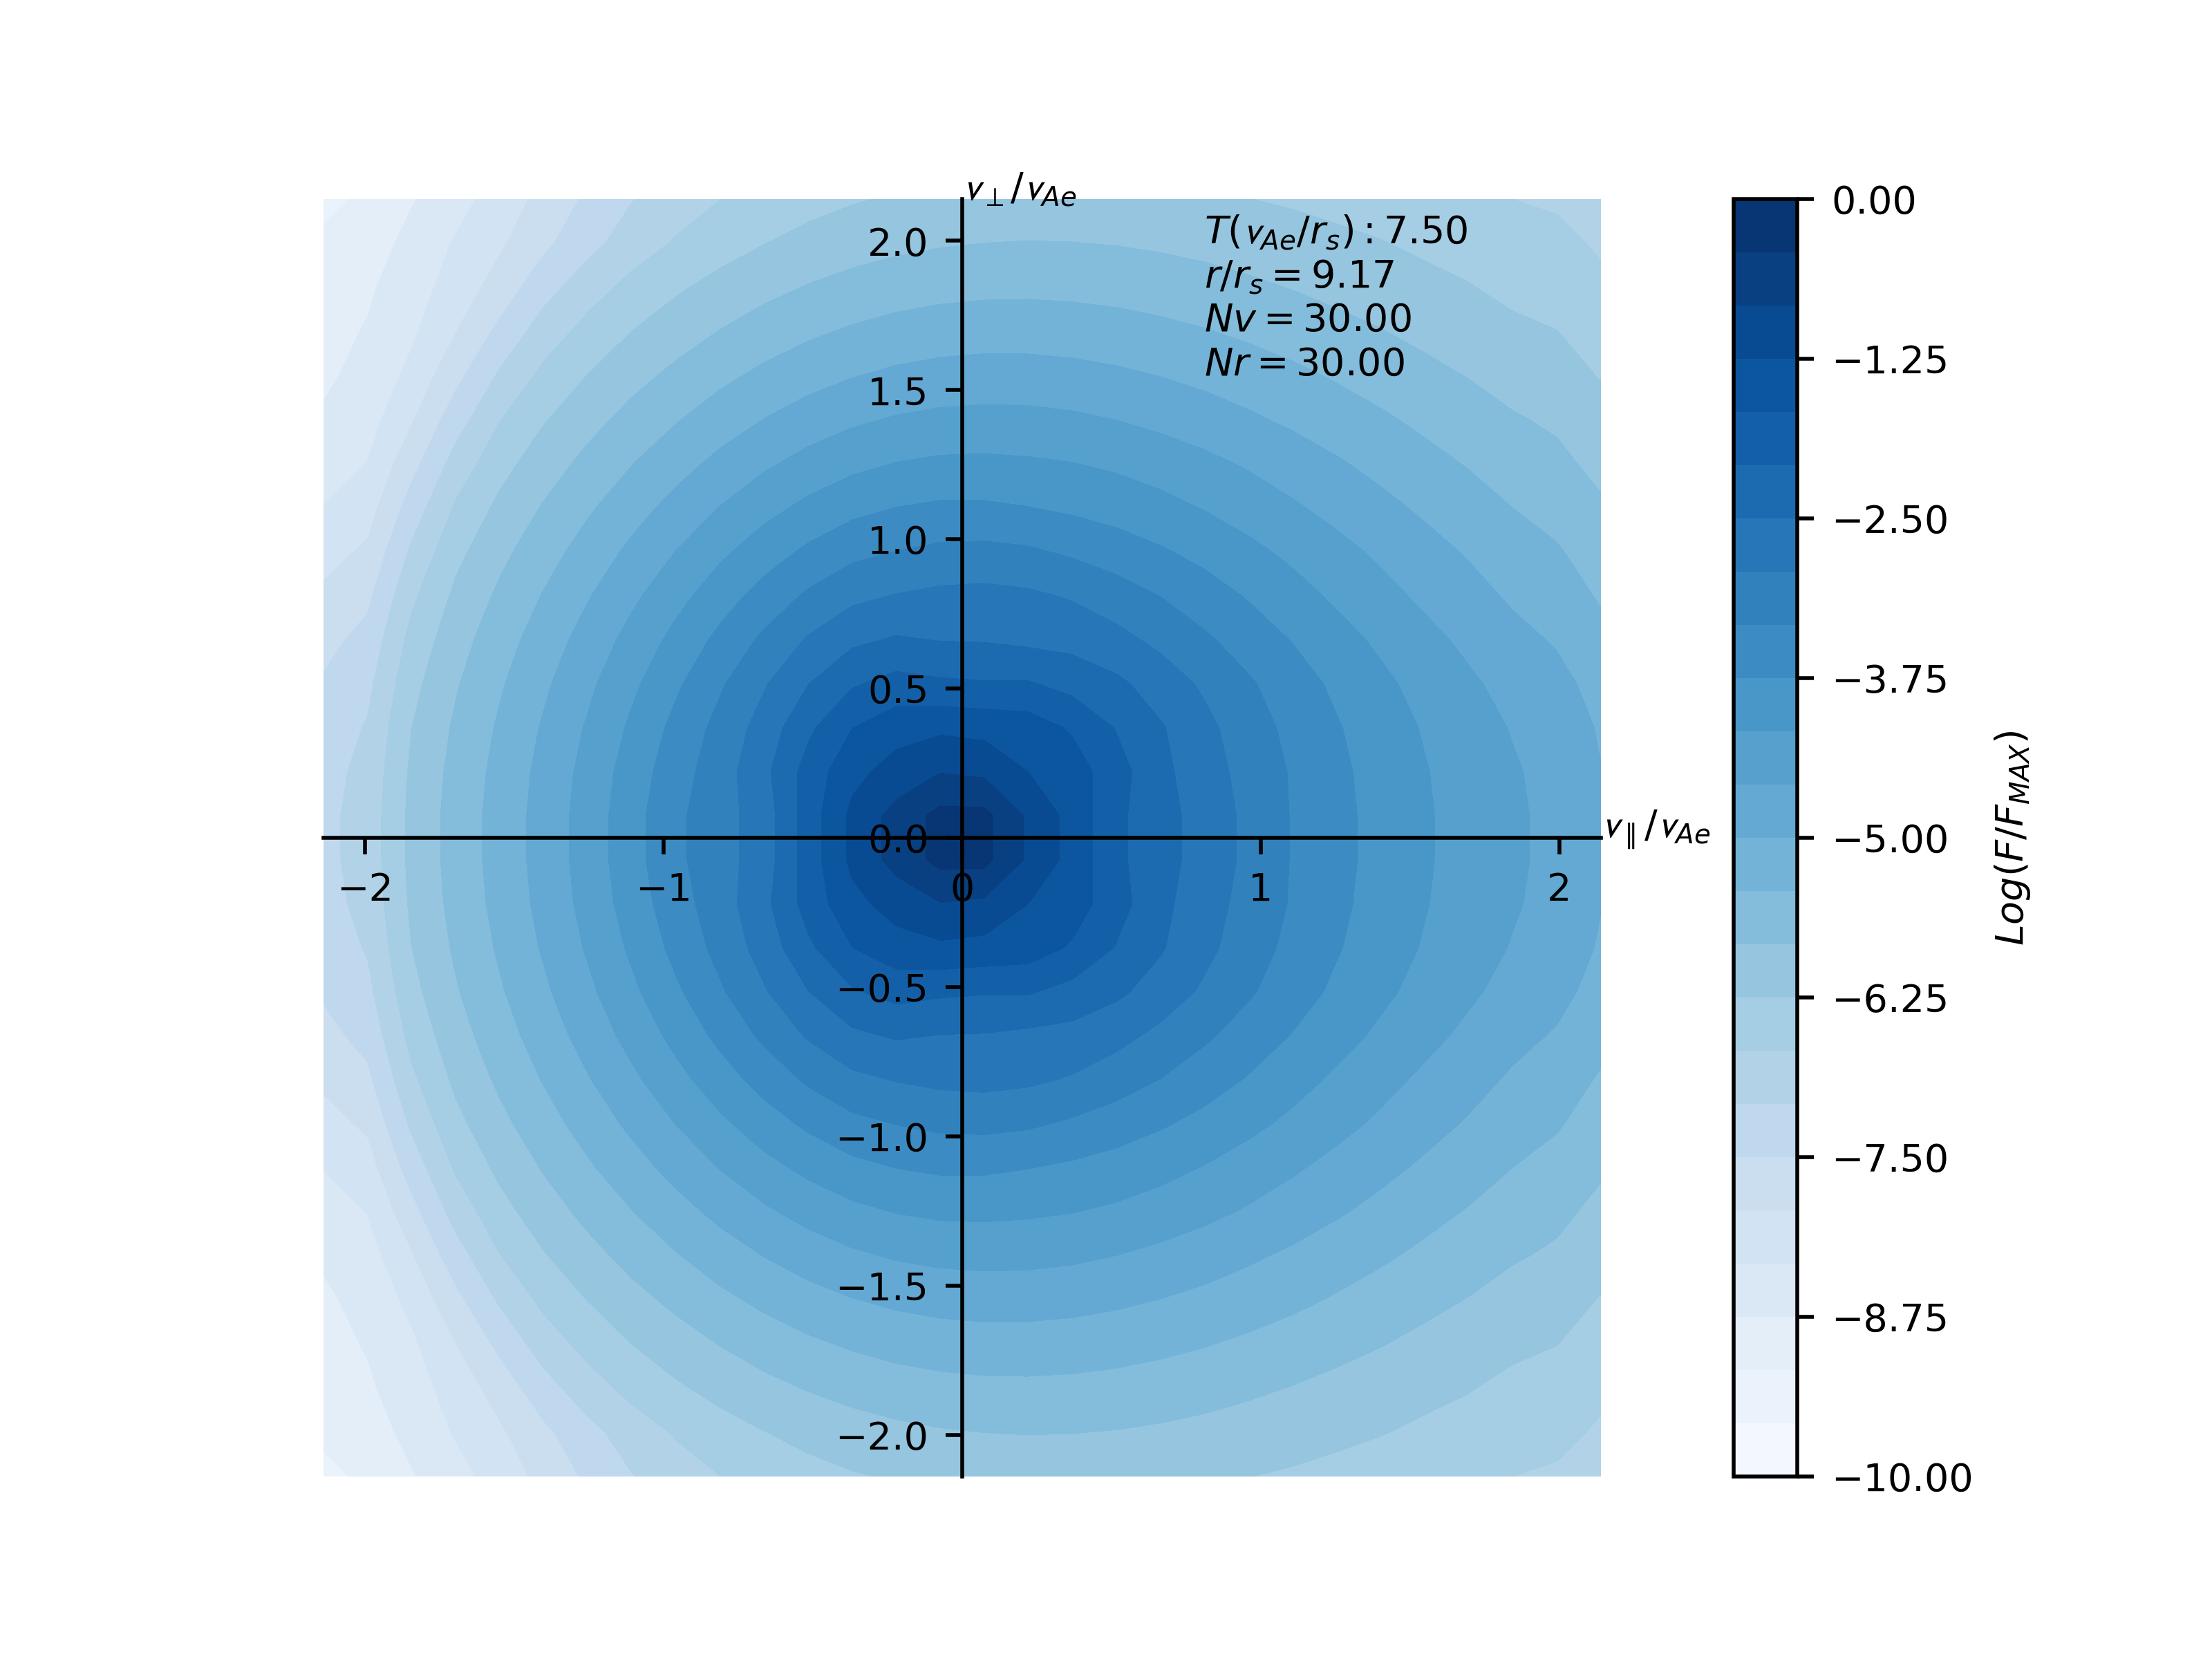 v⊥/vAe
T(vAe/rs) : 7.50
r/rs = 9.17
Nv = 30.00
Nr = 30.00
2.0
1.5
1.0
0.5
0.0
−0.5
−1.0
−1.5
−2.0
−2 −1 0 1 2
v∥/vAe
0.00
−1.25
−2.50
−3.75
−5.00
−6.25
−7.50
−8.75
−10.00
Log(F/FMAX)